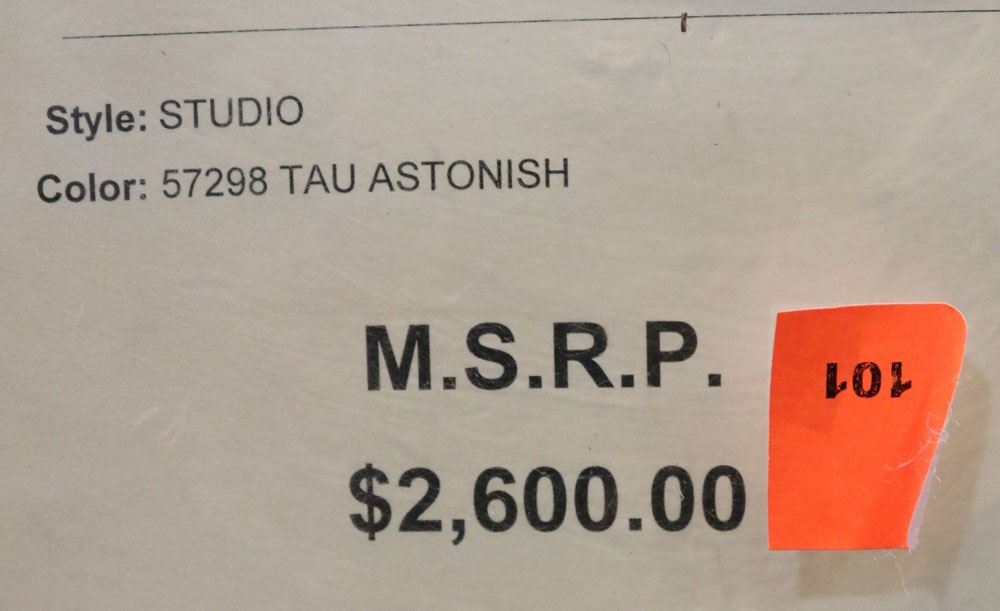 Style: STUDIO
Color: 57298 TAU ASTONISH
M.S.R.P.
101
$2,600.00